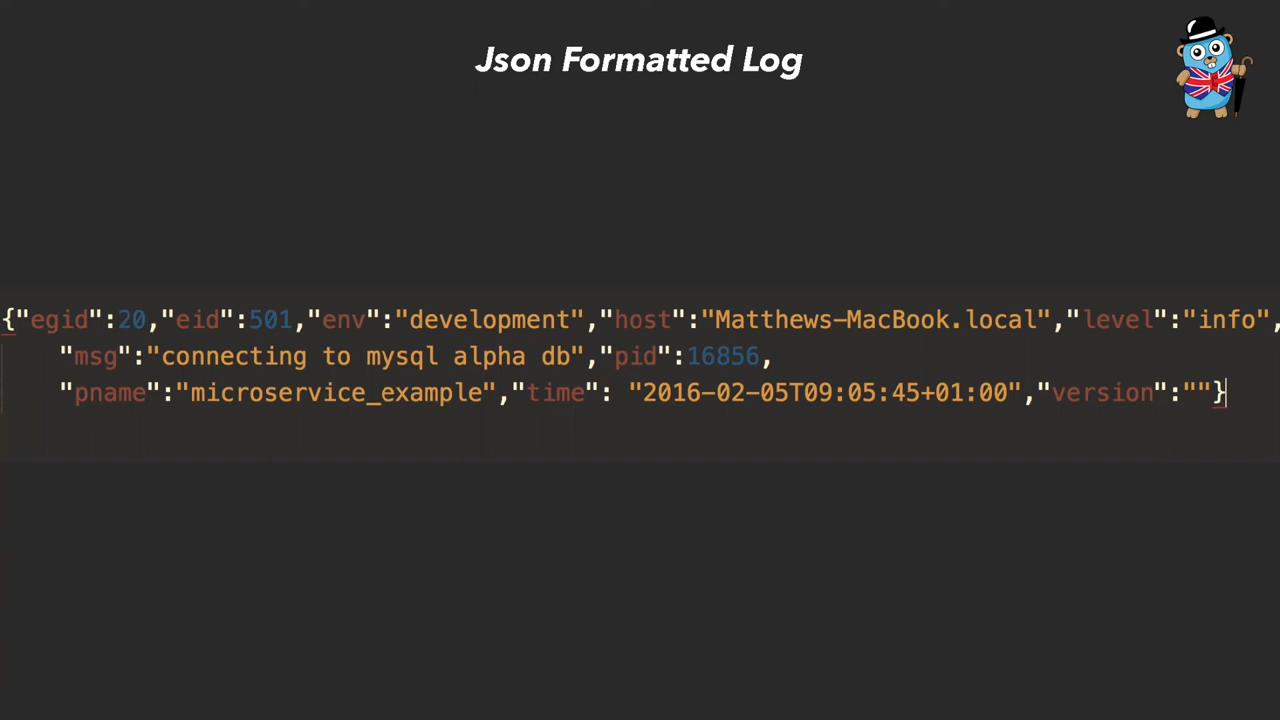 Json Formatted Log
{"egid":20,"eid":501,"env":"development","host":"Matthews-MacBook.local","level":"info",
"msg":"connecting to mysql alpha db","pid":16856,
"pname":"microservice_example","time": "2016-02-05T09:05:45+01:00","version":""}